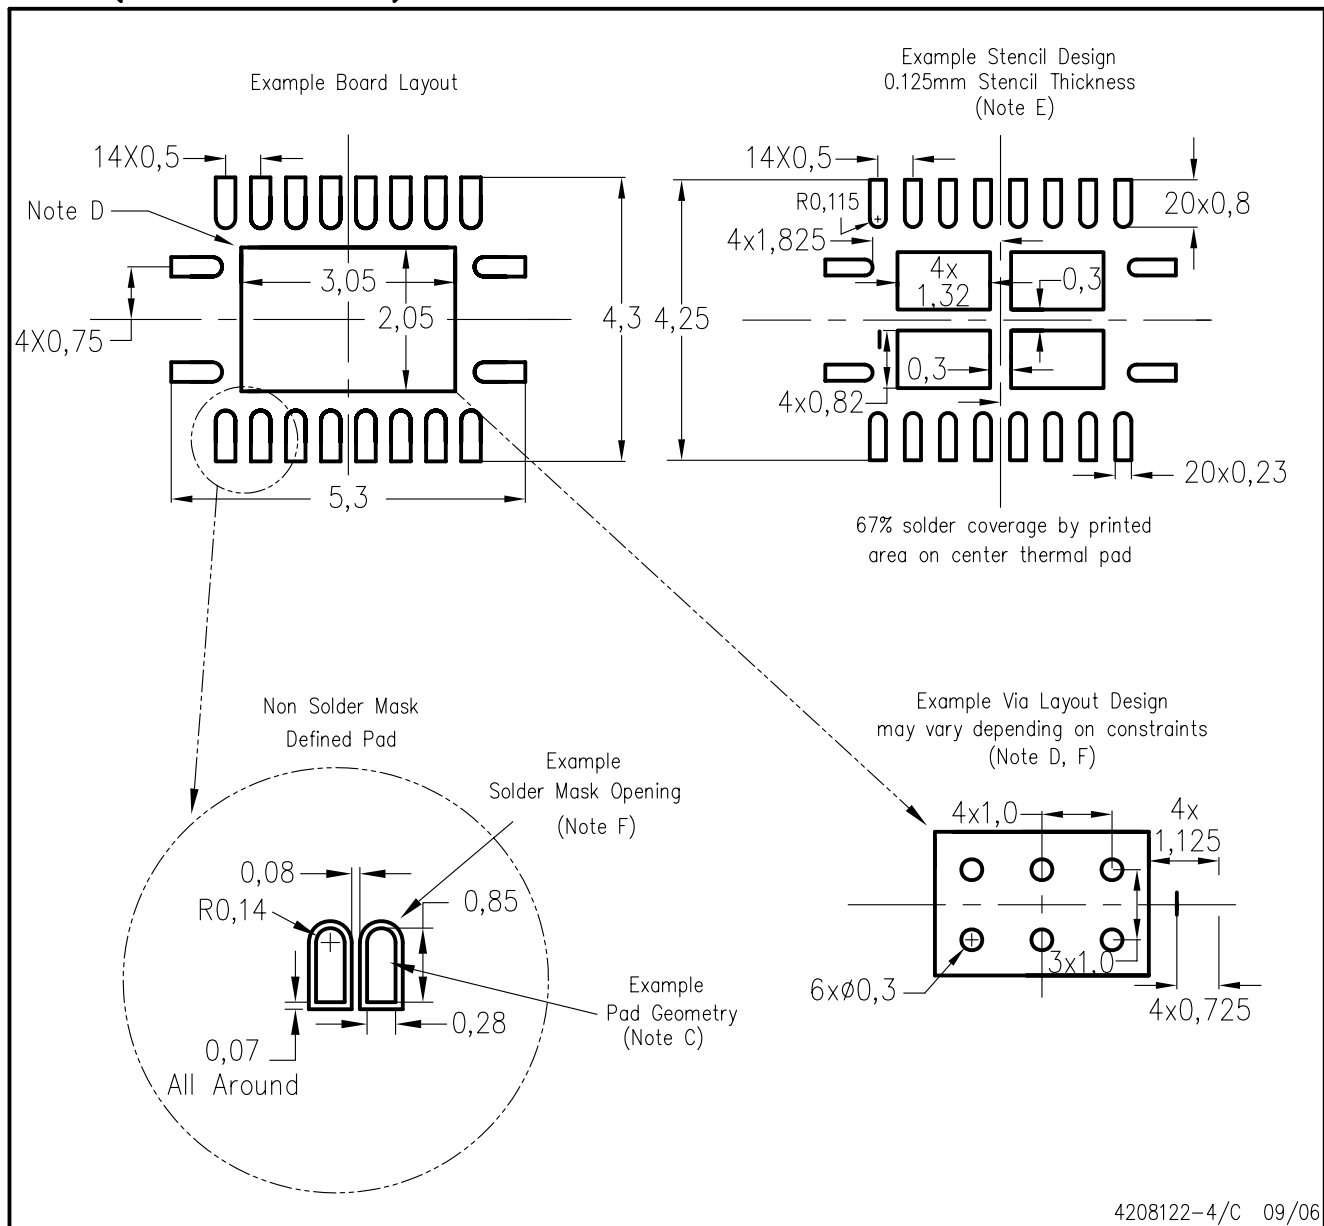 Example Board Layout
14X0,5
Note D
3,05
2,05
4X0,75
4,3
5,3
Example Stencil Design
0.125mm Stencil Thickness
(Note E)
14X0,5
R0,115
4x1,825
20x0,8
4x
1,32
0,3
4,25
0,3
4x0,82
20x0,23
67% solder coverage by printed
area on center thermal pad
Non Solder Mask
Defined Pad
Example
Solder Mask Opening
(Note F)
0,08
R0,14
0,85
Example
Pad Geometry
(Note C)
0,28
0,07
All Around
Example Via Layout Design
may vary depending on constraints
(Note D, F)
4x1,0
4x
1,125
3x1,0
6xø0,3
4x0,725
4208122-4/C 09/06